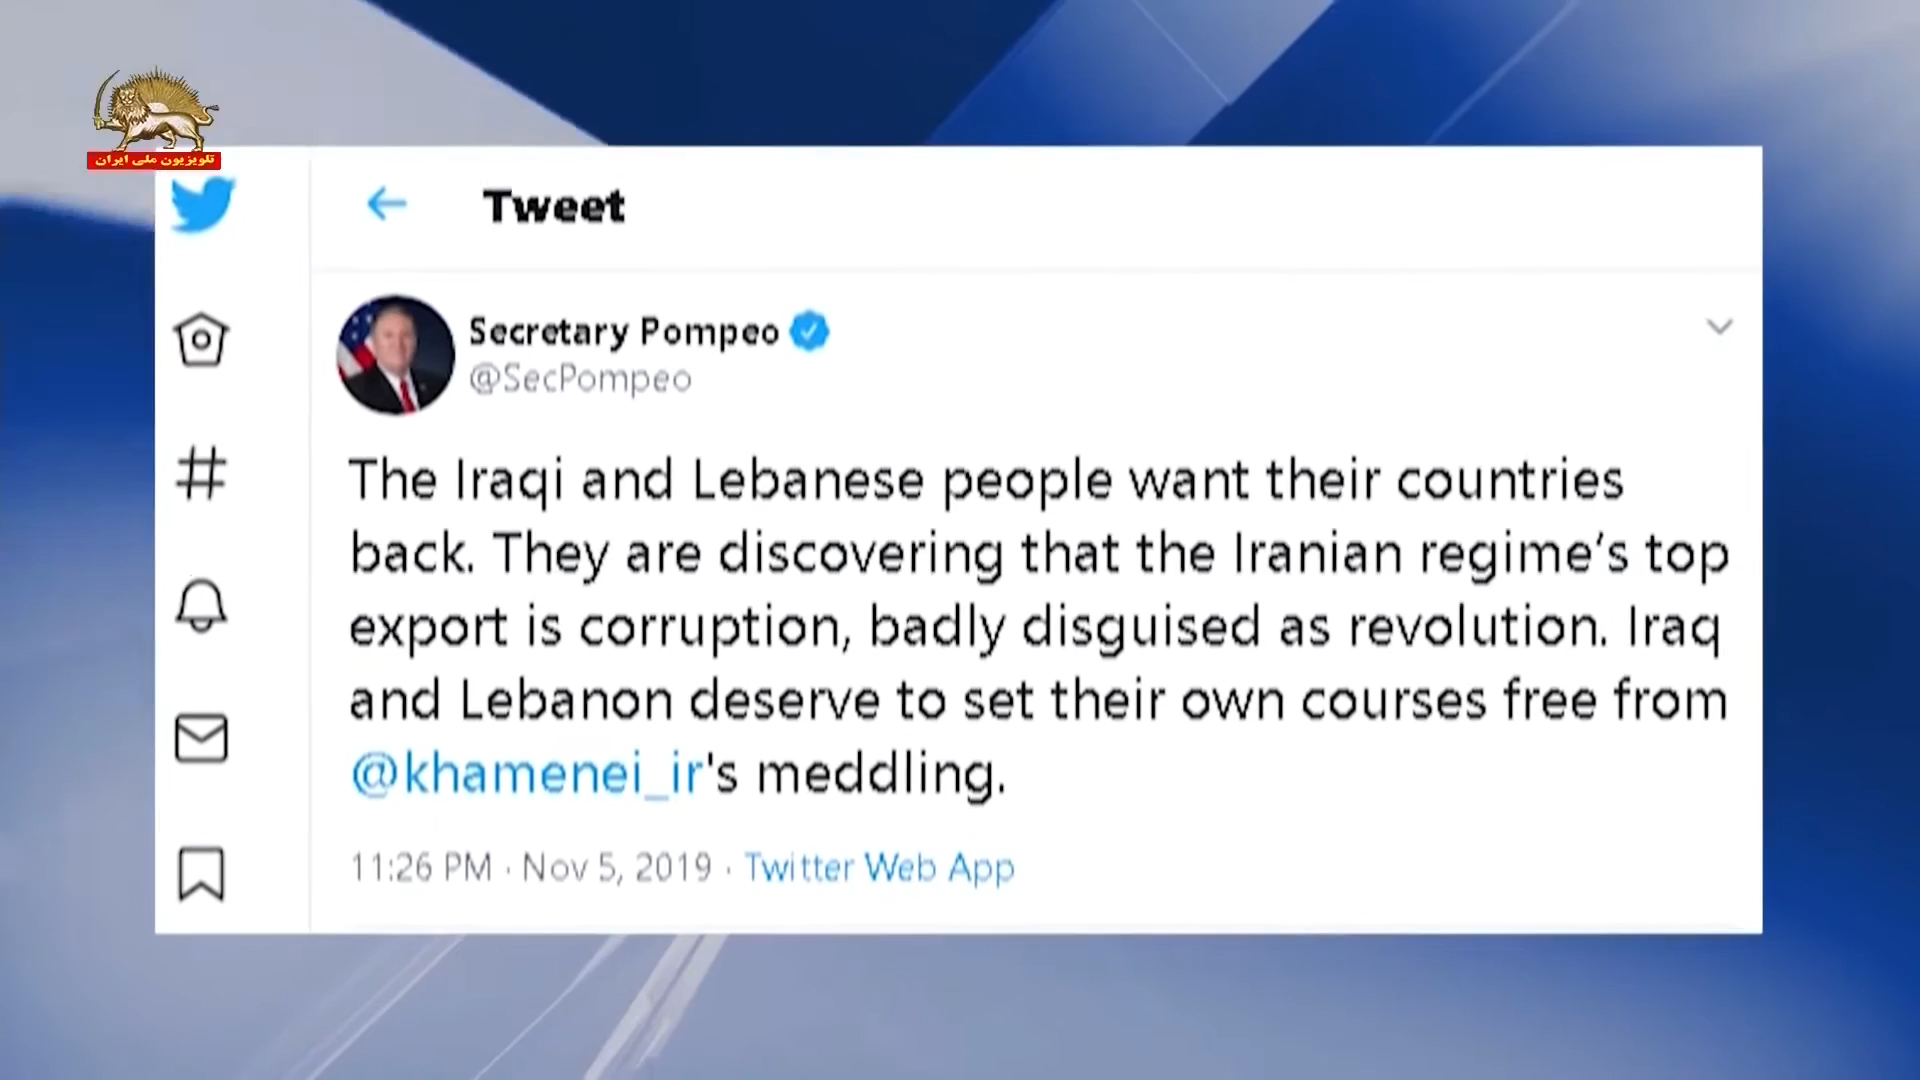 تلویزیون ملی ایران
Tweet
Secretary Pompeo
@SecPompeo
The Iraqi and Lebanese people want their countries
back. They are discovering that the Iranian regime’s top
export is corruption, badly disguised as revolution. Iraq
and Lebanon deserve to set their own courses free from
@khamenei_ir's meddling.
11:26 PM · Nov 5, 2019 · Twitter Web App